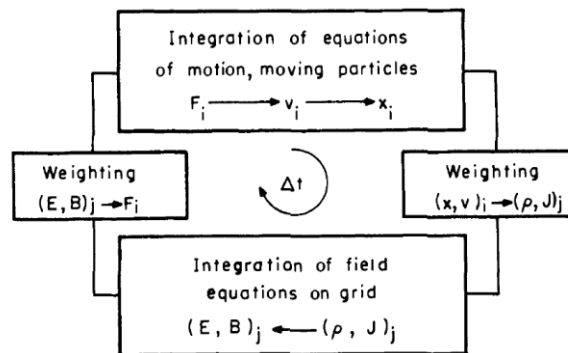 Integration of equations
of motion, moving particles
F_i ⟶ v_i ⟶ x_i
Weighting
(E, B)_j → F_i
Δt
Weighting
(x, v)_i → (ρ, J)_j
Integration of field
equations on grid
(E, B)_j ⟵ (ρ, J)_j